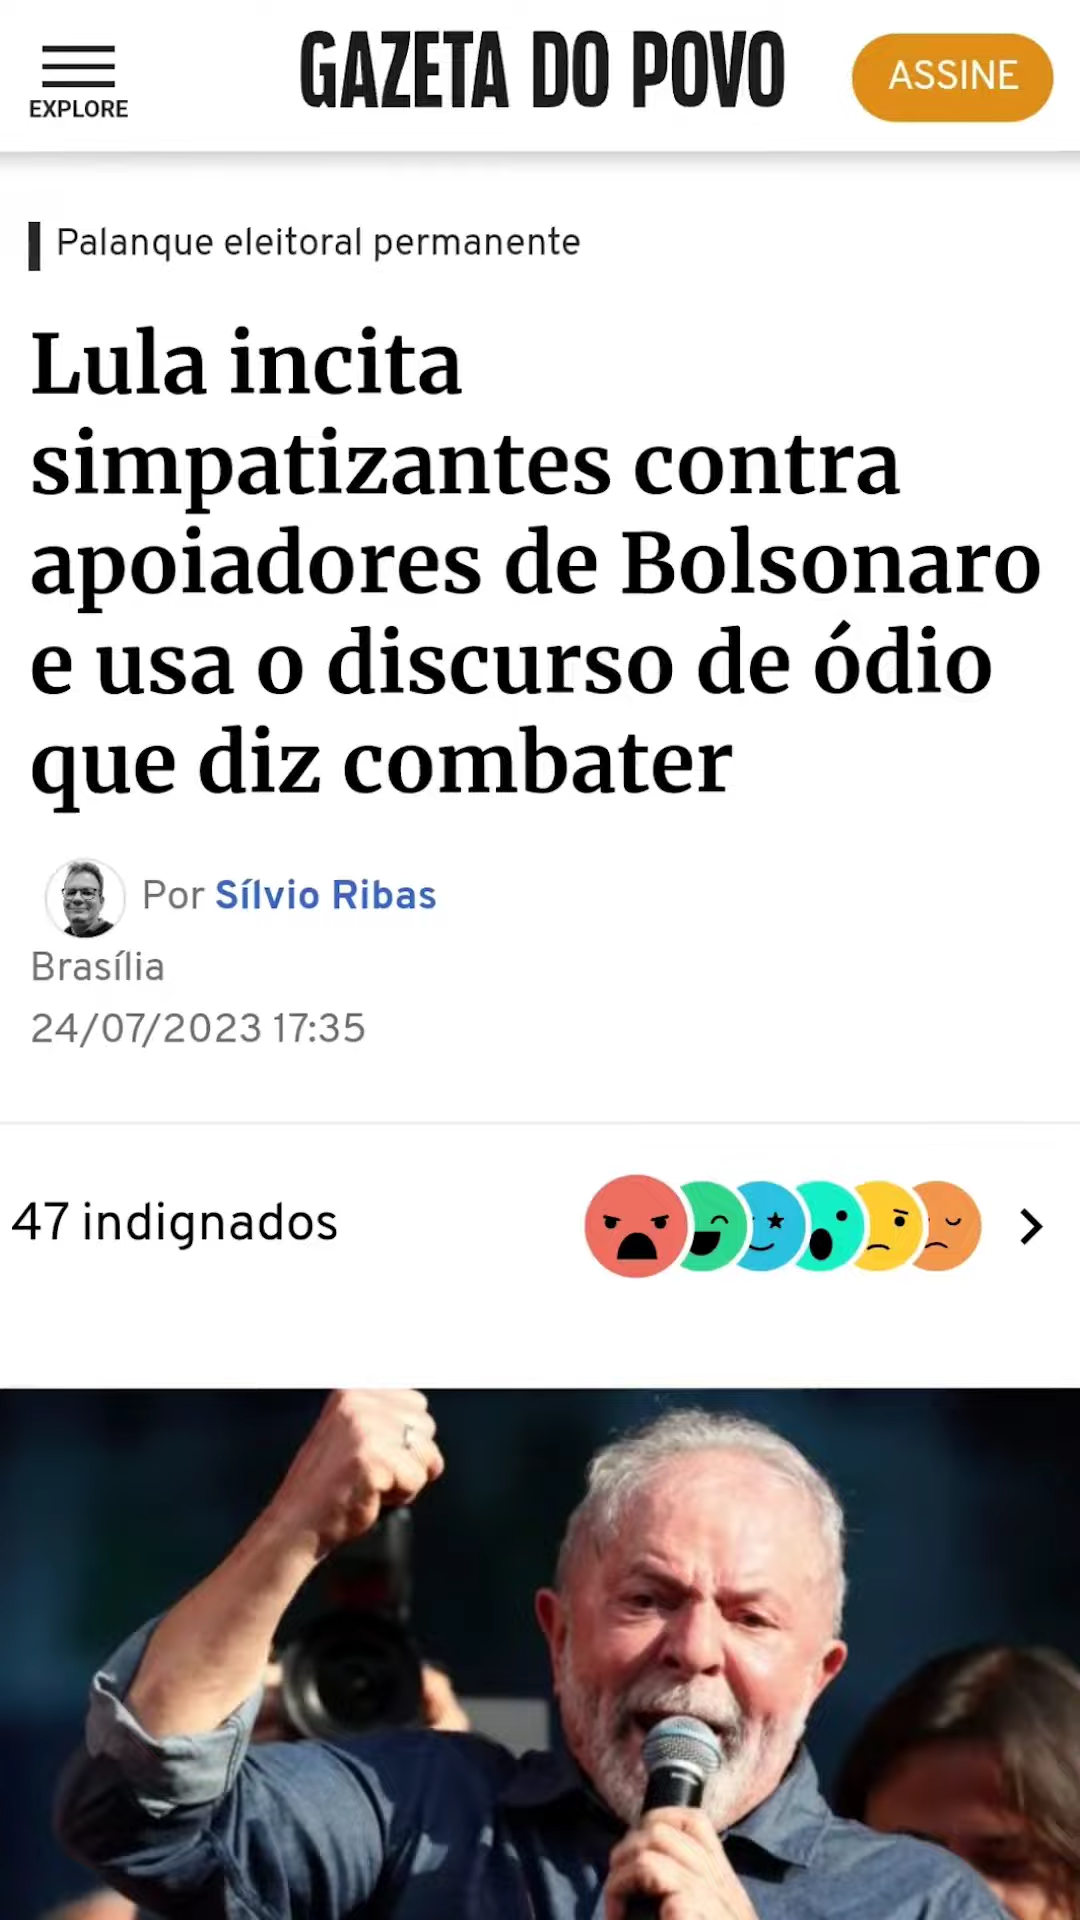 EXPLORE
GAZETA DO POVO
ASSINE
Palanque eleitoral permanente
Lula incita
simpatizantes contra
apoiadores de Bolsonaro
e usa o discurso de ódio
que diz combater
Por Sílvio Ribas
Brasília
24/07/2023 17:35
47 indignados